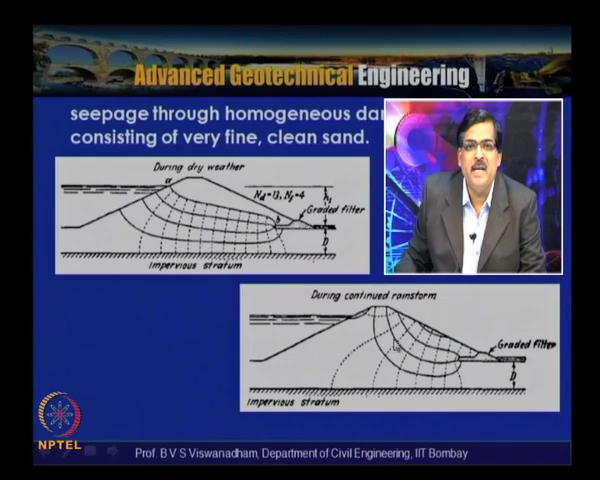 Advanced Geotechnical Engineering
seepage through homogeneous
consisting of very fine, clean sand.
During dry weather
a
Nd=13, Nf=4
h1
b
Graded filter
D
Impervious stratum
During continued rainstorm
Graded filter
D
Impervious stratum
NPTEL
Prof. B V S Viswanadham, Department of Civil Engineering, IIT Bombay